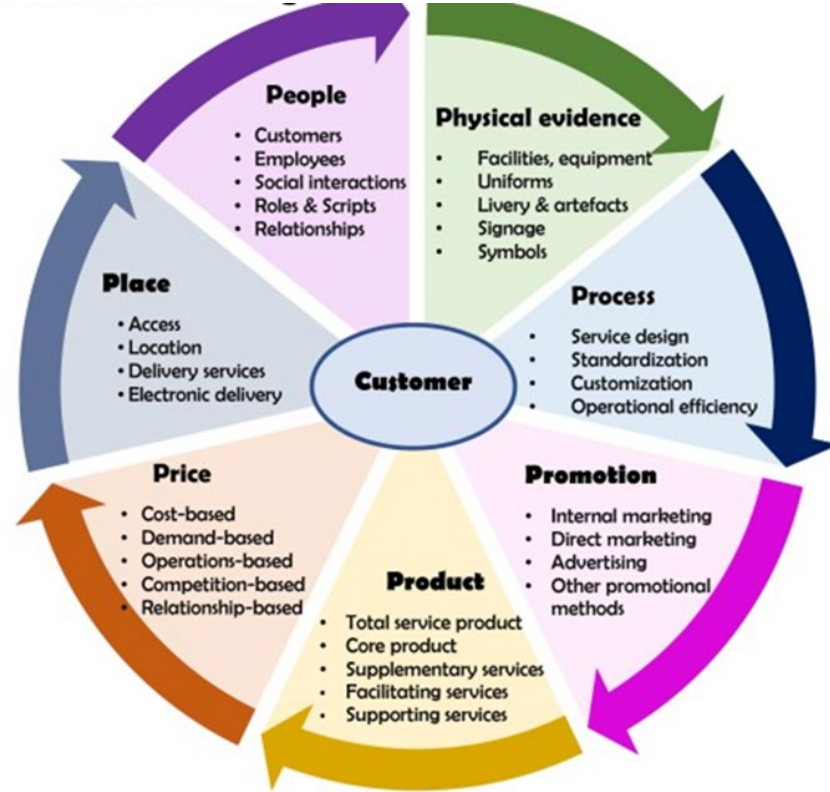 People
• Customers
• Employees
• Social interactions
• Roles & Scripts
• Relationships
Physical evidence
• Facilities, equipment
• Uniforms
• Livery & artefacts
• Signage
• Symbols
Process
• Service design
• Standardization
• Customization
• Operational efficiency
Promotion
• Internal marketing
• Direct marketing
• Advertising
• Other promotional
methods
Product
• Total service product
• Core product
• Supplementary services
• Facilitating services
• Supporting services
Price
• Cost-based
• Demand-based
• Operations-based
• Competition-based
• Relationship-based
Place
• Access
• Location
• Delivery services
• Electronic delivery
Customer